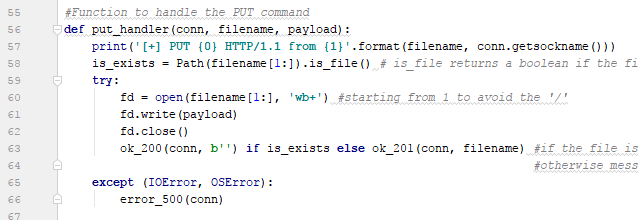 55 #Function to handle the PUT command
56 def put_handler(conn, filename, payload):
57 print('[+] PUT {0} HTTP/1.1 from {1}'.format(filename, conn.getsockname()))
58 is_exists = Path(filename[1:]).is_file() # is_file returns a boolean if the fi
59 try:
60 fd = open(filename[1:], 'wb+') #starting from 1 to avoid the '/'
61 fd.write(payload)
62 fd.close()
63 ok_200(conn, b'') if is_exists else ok_201(conn, filename) #if the file is
64 #otherwise mess
65 except (IOError, OSError):
66 error_500(conn)
67